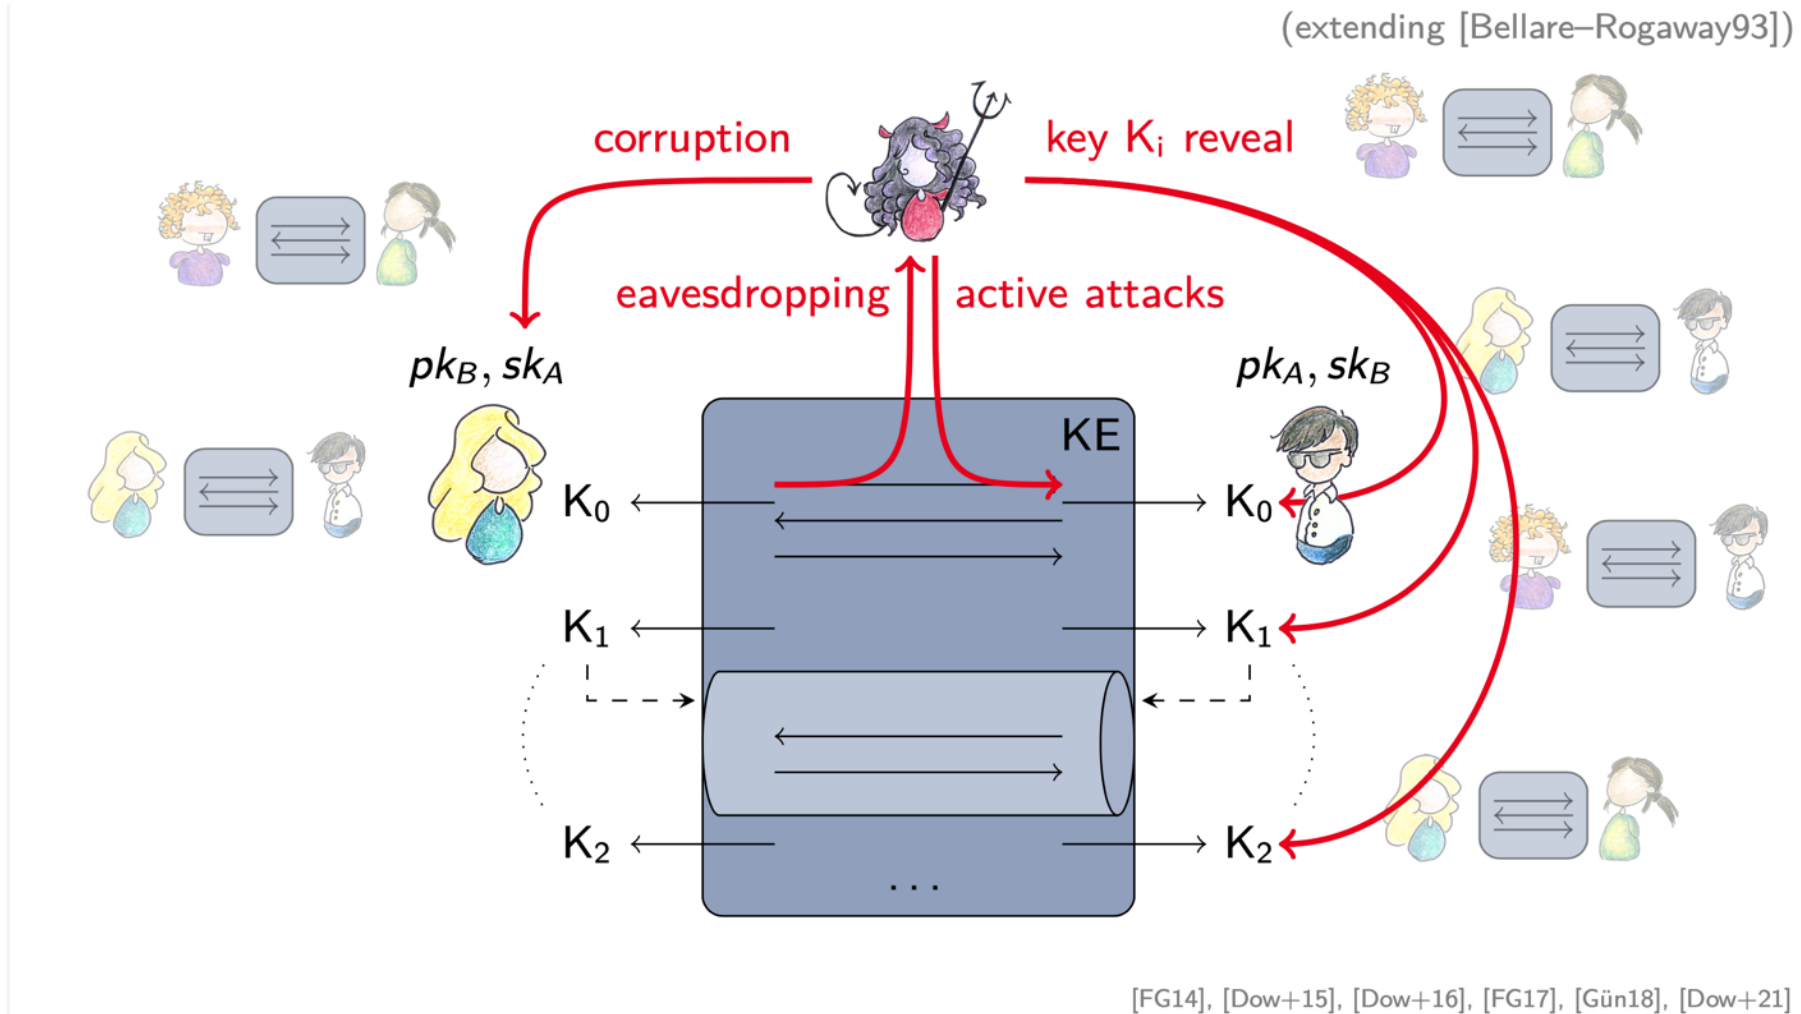 (extending [Bellare–Rogaway93])
corruption
key Kᵢ reveal
eavesdropping
active attacks
pk_B, sk_A
pk_A, sk_B
KE
K₀
K₀
K₁
K₁
K₂
K₂
...
[FG14], [Dow+15], [Dow+16], [FG17], [Gün18], [Dow+21]